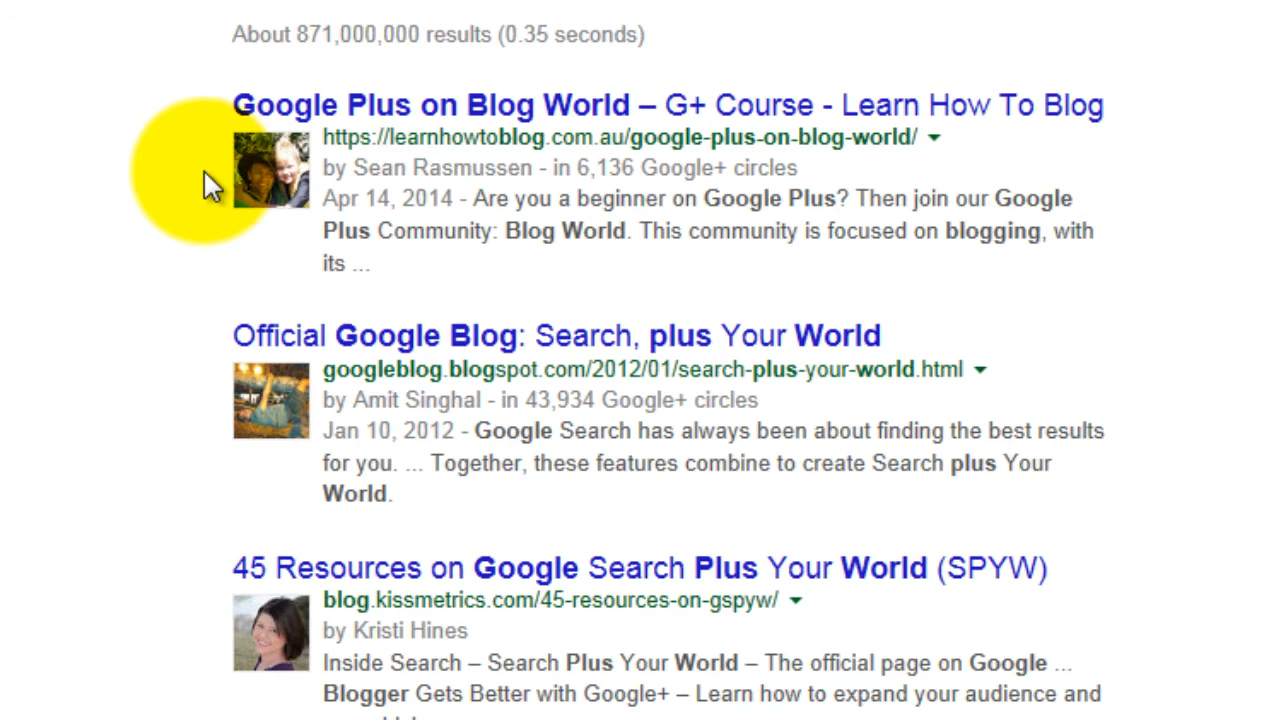 About 871,000,000 results (0.35 seconds)
Google Plus on Blog World – G+ Course - Learn How To Blog
https://learnhowtoblog.com.au/google-plus-on-blog-world/
by Sean Rasmussen - in 6,136 Google+ circles
Apr 14, 2014 - Are you a beginner on Google Plus? Then join our Google
Plus Community: Blog World. This community is focused on blogging, with
its ...
Official Google Blog: Search, plus Your World
googleblog.blogspot.com/2012/01/search-plus-your-world.html
by Amit Singhal - in 43,934 Google+ circles
Jan 10, 2012 - Google Search has always been about finding the best results
for you. ... Together, these features combine to create Search plus Your
World.
45 Resources on Google Search Plus Your World (SPYW)
blog.kissmetrics.com/45-resources-on-gspyw/
by Kristi Hines
Inside Search – Search Plus Your World – The official page on Google ...
Blogger Gets Better with Google+ – Learn how to expand your audience and